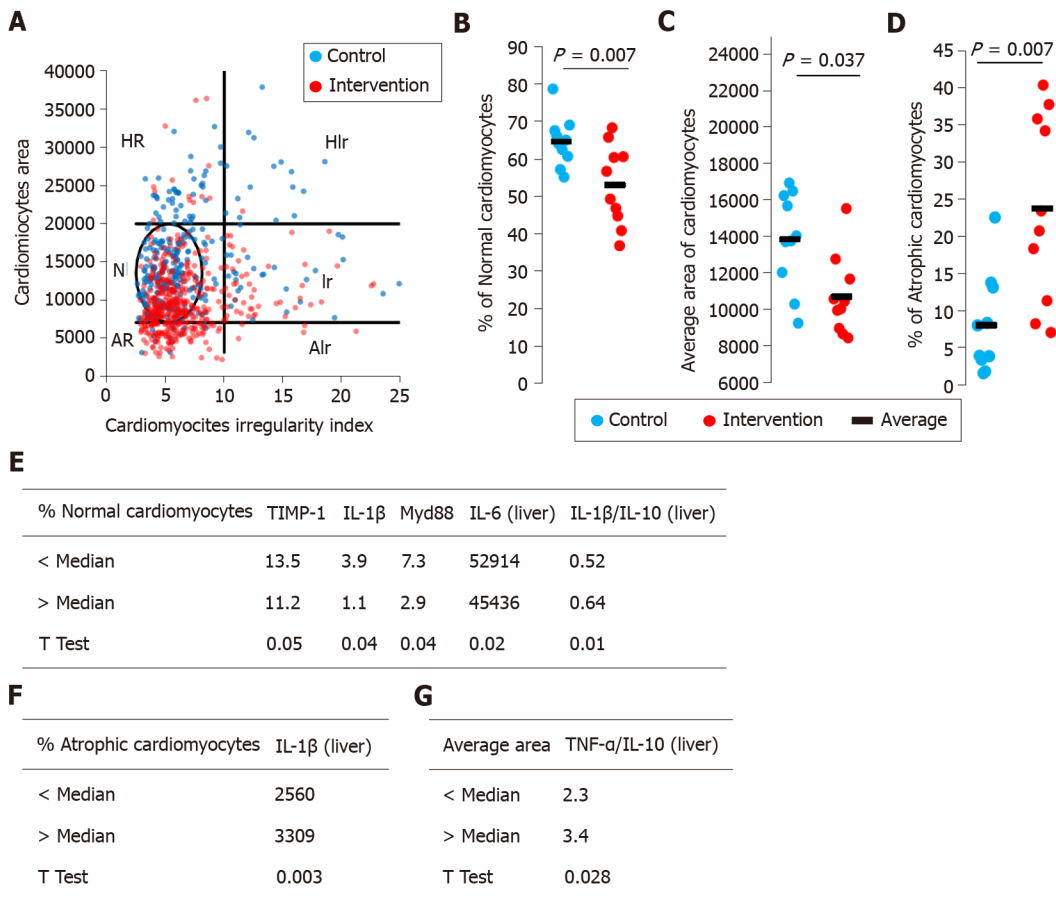 A
Control
Intervention
Cardiomiocytes area
40000
35000
30000
25000
20000
15000
10000
5000
0
HR
HIr
N
Ir
AR
AIr
0 5 10 15 20 25
Cardiomyocites irregularity index
B
P = 0.007
% of Normal cardiomyocytes
90
80
70
60
50
40
30
20
10
0
C
P = 0.037
Average area of cardiomyocytes
24000
22000
20000
18000
16000
14000
12000
10000
8000
6000
D
P = 0.007
% of Atrophic cardiomyocytes
45
40
35
30
25
20
15
10
5
0
Control Intervention Average
E
% Normal cardiomyocytes TIMP-1 IL-1β Myd88 IL-6 (liver) IL-1β/IL-10 (liver)
< Median 13.5 3.9 7.3 52914 0.52
> Median 11.2 1.1 2.9 45436 0.64
T Test 0.05 0.04 0.04 0.02 0.01
F
% Atrophic cardiomyocytes IL-1β (liver)
< Median 2560
> Median 3309
T Test 0.003
G
Average area TNF-α/IL-10 (liver)
< Median 2.3
> Median 3.4
T Test 0.028